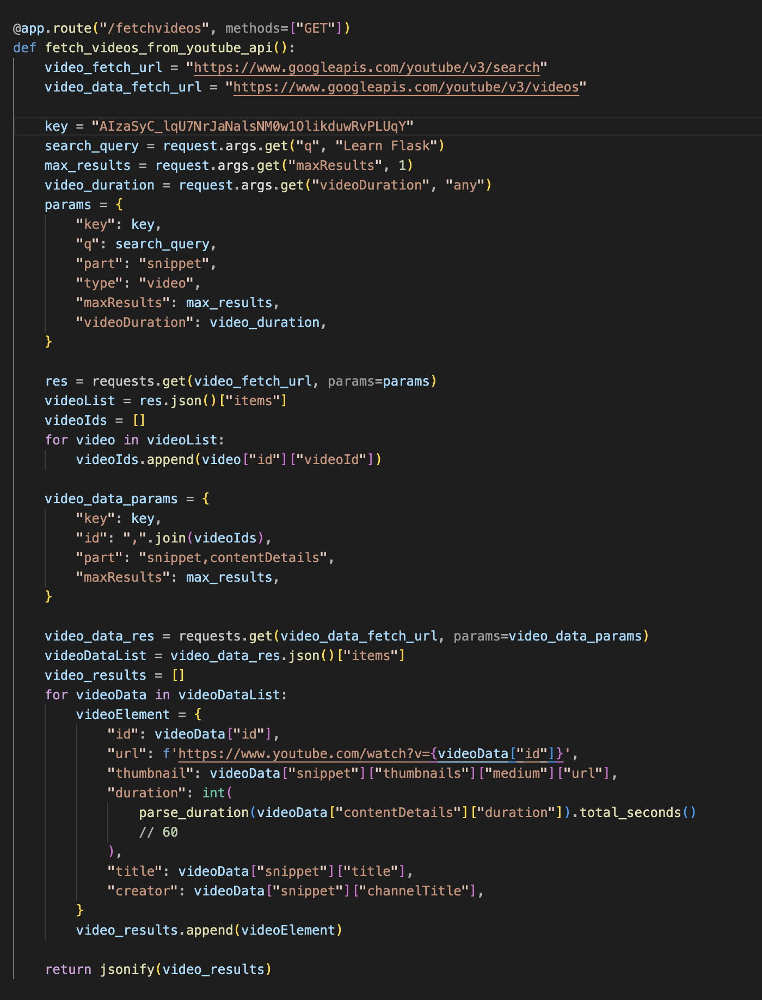 @app.route("/fetchvideos", methods=["GET"])
def fetch_videos_from_youtube_api():
    video_fetch_url = "https://www.googleapis.com/youtube/v3/search"
    video_data_fetch_url = "https://www.googleapis.com/youtube/v3/videos"

    key = "AIzaSyC_lqU7NrJaNalsNM0w1OlikduwRvPLUqY"
    search_query = request.args.get("q", "Learn Flask")
    max_results = request.args.get("maxResults", 1)
    video_duration = request.args.get("videoDuration", "any")
    params = {
        "key": key,
        "q": search_query,
        "part": "snippet",
        "type": "video",
        "maxResults": max_results,
        "videoDuration": video_duration,
    }

    res = requests.get(video_fetch_url, params=params)
    videoList = res.json()["items"]
    videoIds = []
    for video in videoList:
        videoIds.append(video["id"]["videoId"])

    video_data_params = {
        "key": key,
        "id": ",".join(videoIds),
        "part": "snippet,contentDetails",
        "maxResults": max_results,
    }

    video_data_res = requests.get(video_data_fetch_url, params=video_data_params)
    videoDataList = video_data_res.json()["items"]
    video_results = []
    for videoData in videoDataList:
        videoElement = {
            "id": videoData["id"],
            "url": f'https://www.youtube.com/watch?v={videoData["id"]}',
            "thumbnail": videoData["snippet"]["thumbnails"]["medium"]["url"],
            "duration": int(
                parse_duration(videoData["contentDetails"]["duration"]).total_seconds()
                // 60
            ),
            "title": videoData["snippet"]["title"],
            "creator": videoData["snippet"]["channelTitle"],
        }
        video_results.append(videoElement)

    return jsonify(video_results)